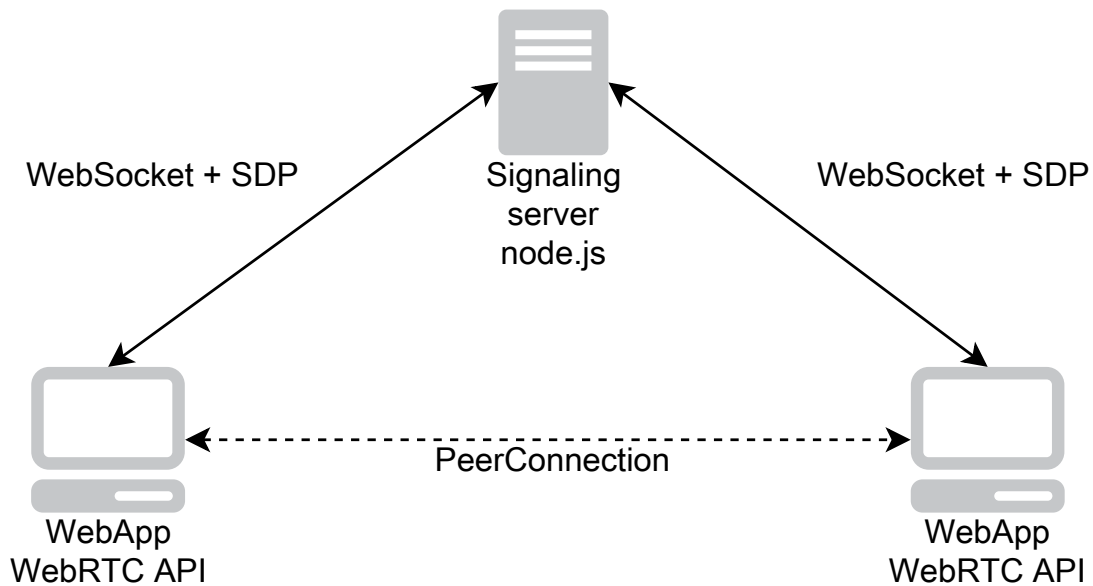 WebSocket + SDP
Signaling
server
node.js
WebSocket + SDP
PeerConnection
WebApp
WebRTC API
WebApp
WebRTC API